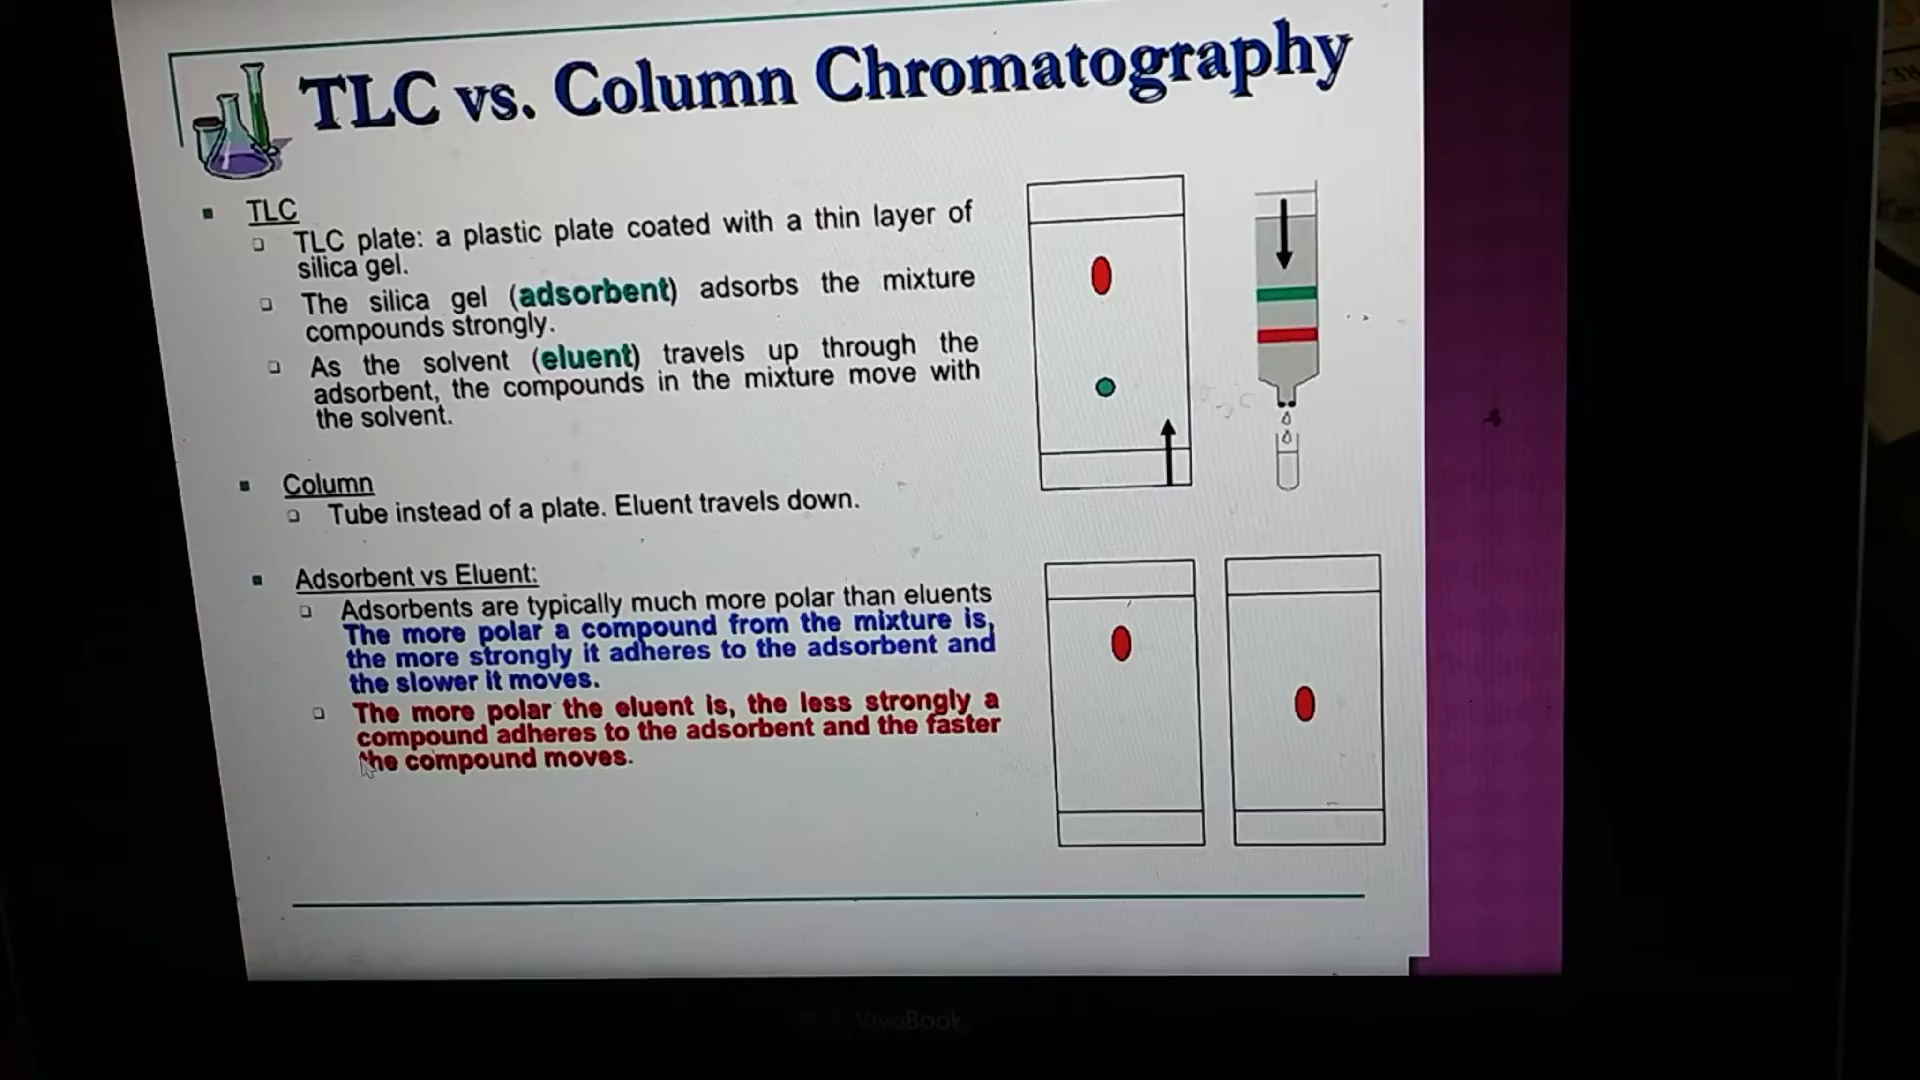 TLC vs. Column Chromatography
TLC
TLC plate: a plastic plate coated with a thin layer of
silica gel.
The silica gel (adsorbent) adsorbs the mixture
compounds strongly.
As the solvent (eluent) travels up through the
adsorbent, the compounds in the mixture move with
the solvent.
Column
Tube instead of a plate. Eluent travels down.
Adsorbent vs Eluent:
Adsorbents are typically much more polar than eluents
The more polar a compound from the mixture is,
the more strongly it adheres to the adsorbent and
the slower it moves.
The more polar the eluent is, the less strongly a
compound adheres to the adsorbent and the faster
the compound moves.
VivoBook